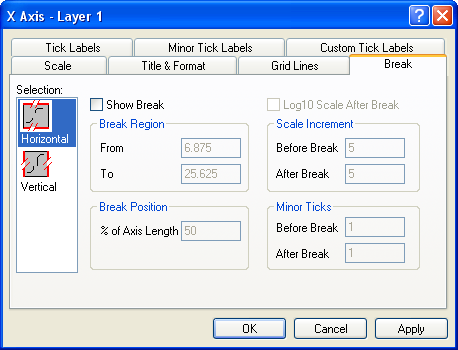 X Axis - Layer 1
Tick Labels Minor Tick Labels Custom Tick Labels
Scale Title & Format Grid Lines Break
Selection:
Horizontal
Vertical
Show Break
Log10 Scale After Break
Break Region
From 6.875
To 25.625
Scale Increment
Before Break 5
After Break 5
Break Position
% of Axis Length 50
Minor Ticks
Before Break 1
After Break 1
OK Cancel Apply